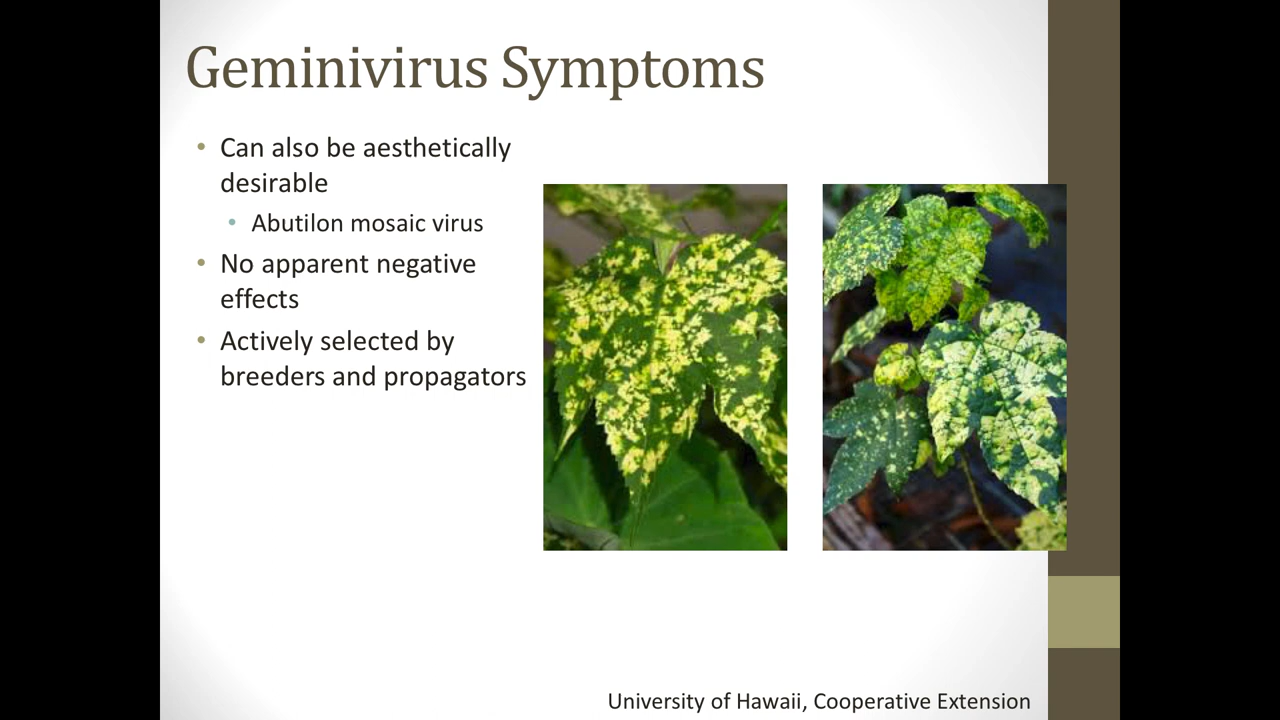 Geminivirus Symptoms
• Can also be aesthetically
desirable
• Abutilon mosaic virus
• No apparent negative
effects
• Actively selected by
breeders and propagators
University of Hawaii, Cooperative Extension